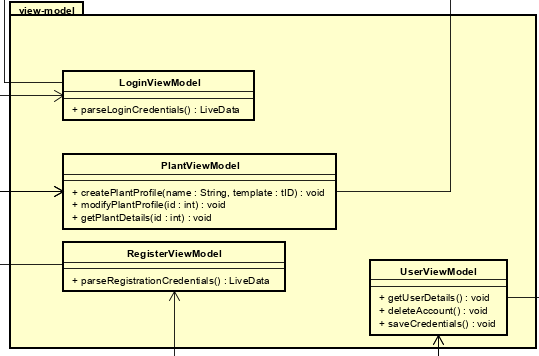 view-model
LoginViewModel
+ parseLoginCredentials() : LiveData
PlantViewModel
+ createPlantProfile(name : String, template : tID) : void
+ modifyPlantProfile(id : int) : void
+ getPlantDetails(id : int) : void
RegisterViewModel
+ parseRegistrationCredentials() : LiveData
UserViewModel
+ getUserDetails() : void
+ deleteAccount() : void
+ saveCredentials() : void